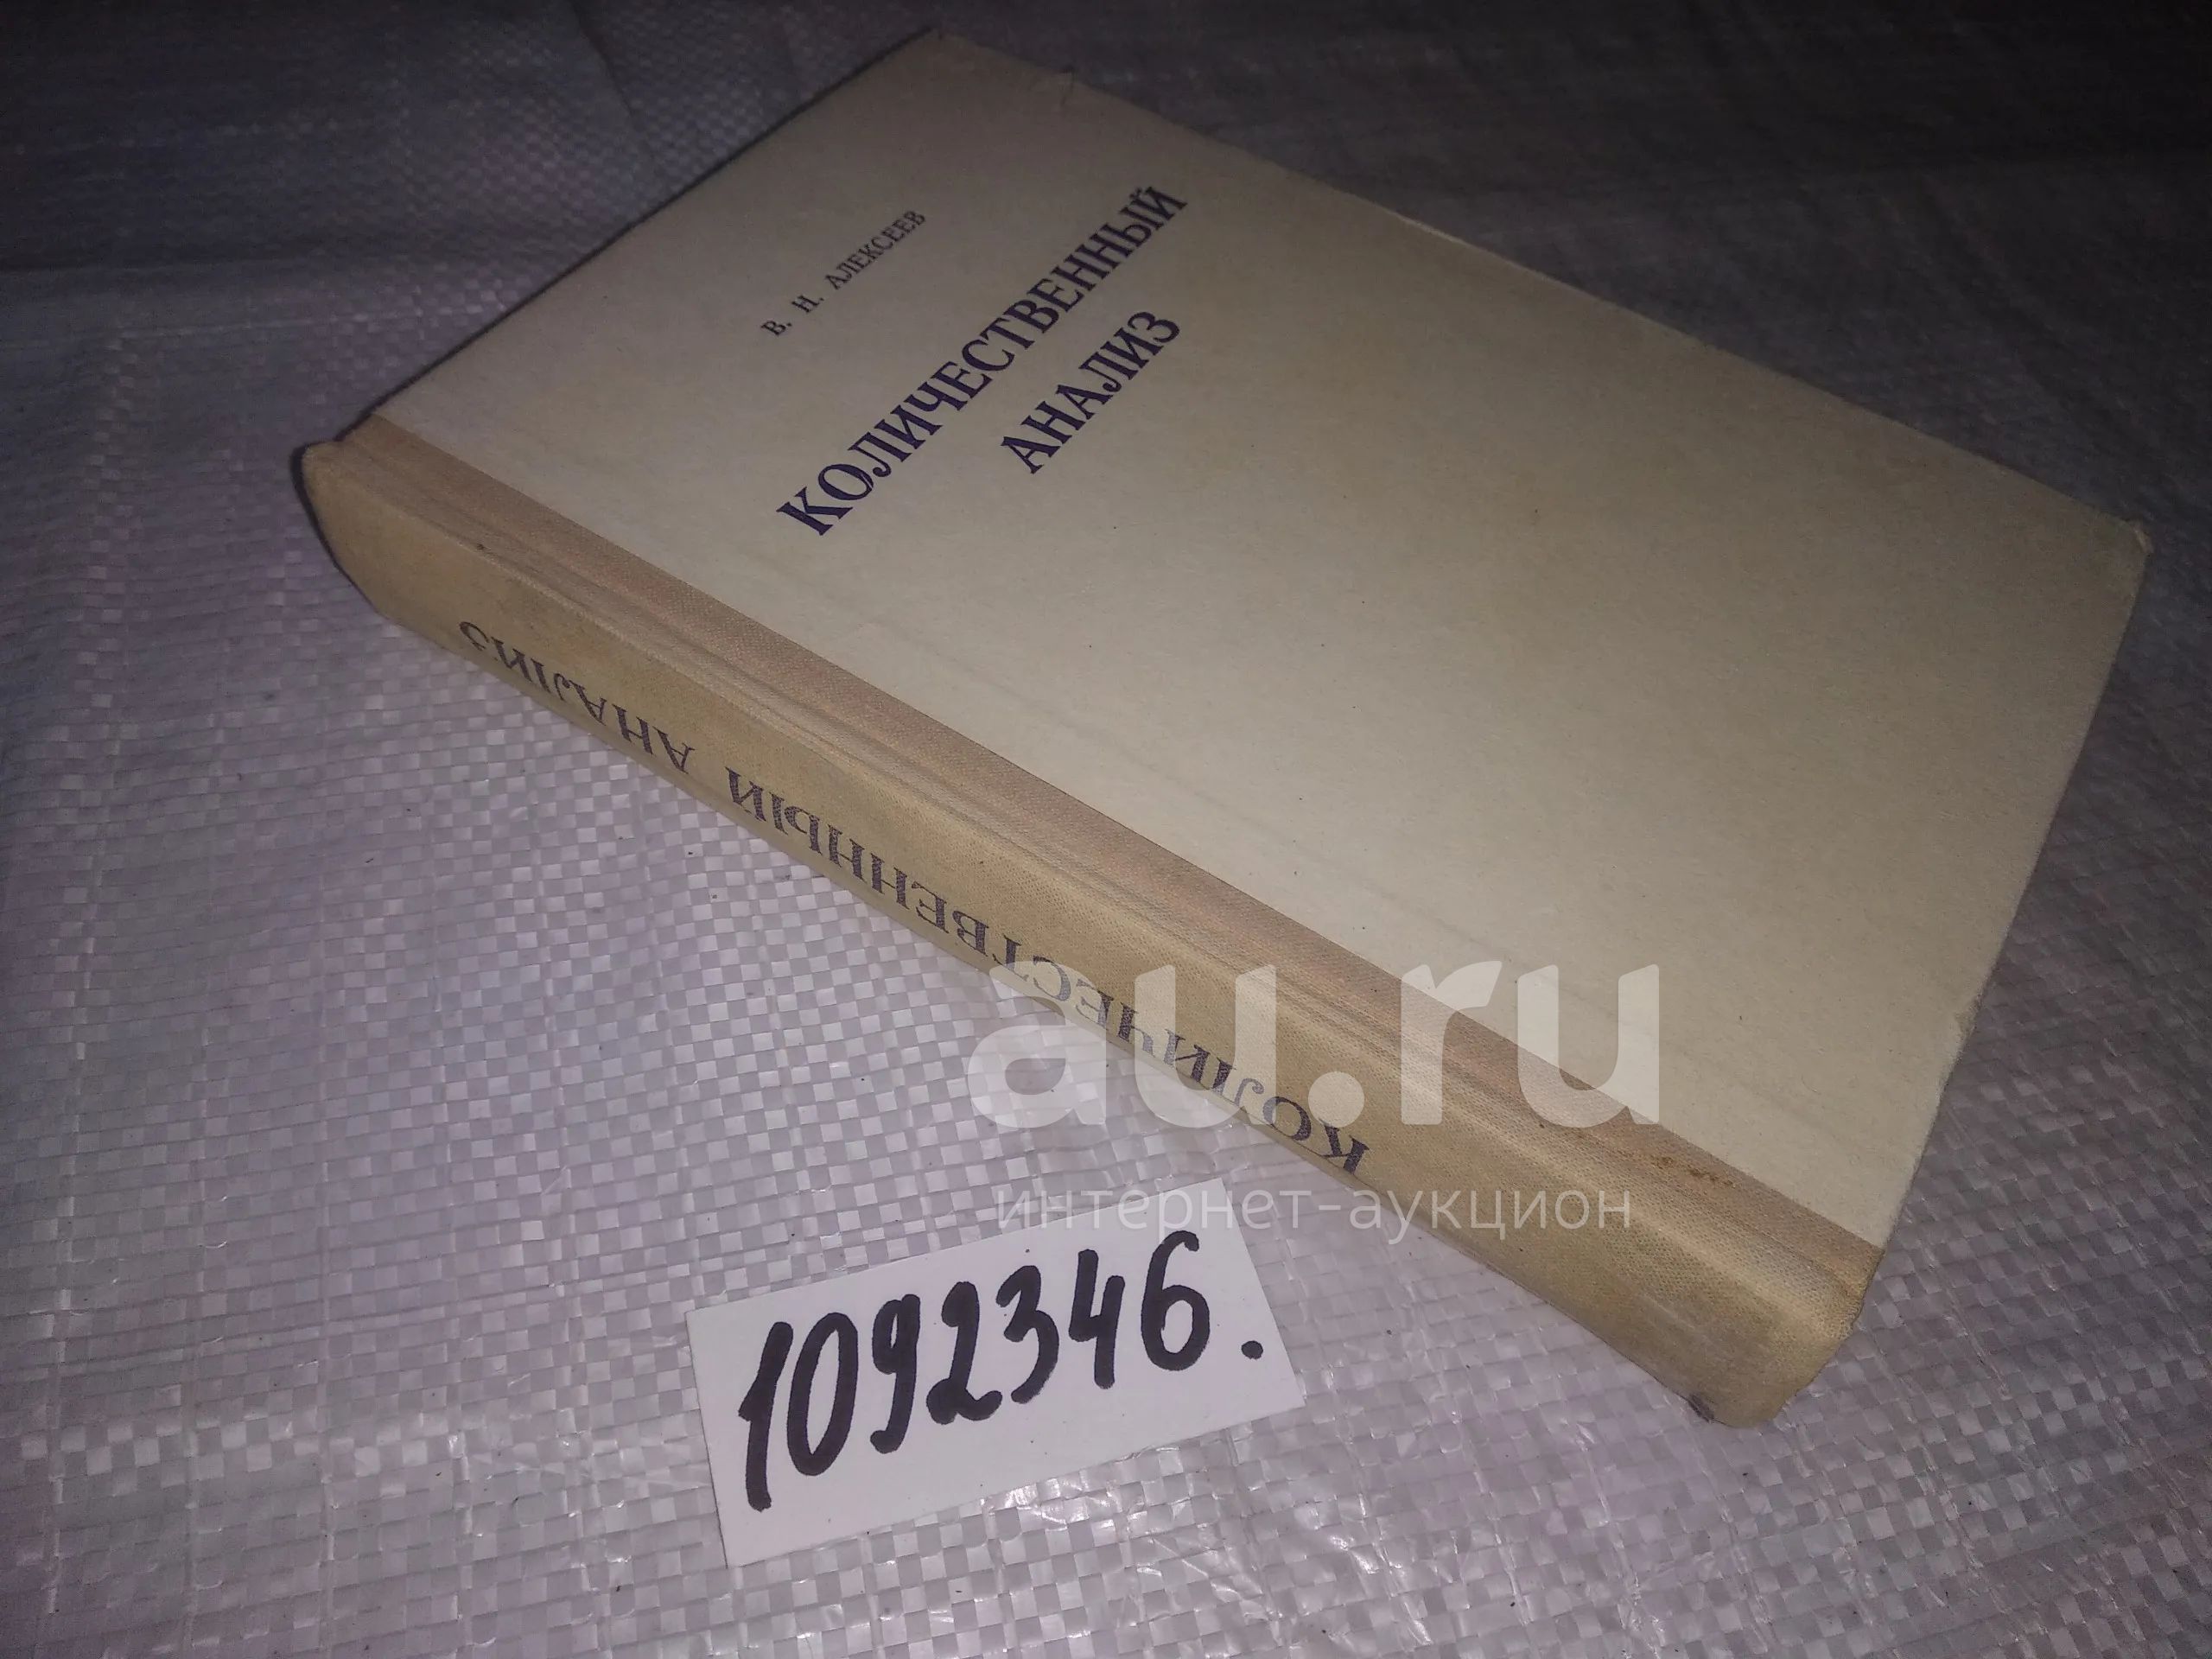 В. Н. АЛЕКСЕЕВ
КОЛИЧЕСТВЕННЫЙ
АНАЛИЗ
КОЛИЧЕСТВЕННЫЙ АНАЛИЗ
au.ru
интернет-аукцион
1092346.